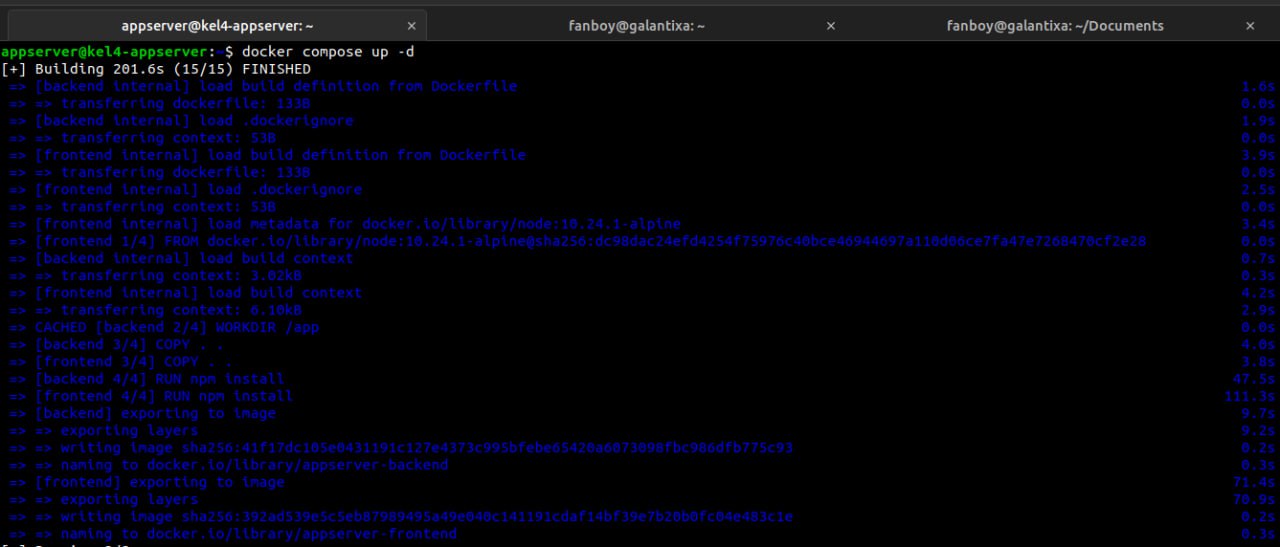 appserver@kel4-appserver: ~ × fanboy@galantixa: ~ × fanboy@galantixa: ~/Documents ×
appserver@kel4-appserver:~$ docker compose up -d
[+] Building 201.6s (15/15) FINISHED
=> [backend internal] load build definition from Dockerfile 1.6s
=> => transferring dockerfile: 133B 0.0s
=> [backend internal] load .dockerignore 1.9s
=> => transferring context: 53B 0.0s
=> [frontend internal] load build definition from Dockerfile 3.9s
=> => transferring dockerfile: 133B 0.0s
=> [frontend internal] load .dockerignore 2.5s
=> => transferring context: 53B 0.0s
=> [frontend internal] load metadata for docker.io/library/node:10.24.1-alpine 3.4s
=> [frontend 1/4] FROM docker.io/library/node:10.24.1-alpine@sha256:dc98dac24efd4254f75976c40bce46944697a110d06ce7fa47e7268470cf2e28 0.0s
=> [backend internal] load build context 0.7s
=> => transferring context: 3.02kB 0.3s
=> [frontend internal] load build context 4.2s
=> => transferring context: 6.10kB 2.9s
=> CACHED [backend 2/4] WORKDIR /app 0.0s
=> [backend 3/4] COPY . . 4.0s
=> [frontend 3/4] COPY . . 3.8s
=> [backend 4/4] RUN npm install 47.5s
=> [frontend 4/4] RUN npm install 111.3s
=> [backend] exporting to image 9.7s
=> => exporting layers 9.2s
=> => writing image sha256:41f17dc105e0431191c127e4373c995bfebe65420a6073098fbc986dfb775c93 0.2s
=> => naming to docker.io/library/appserver-backend 0.3s
=> [frontend] exporting to image 71.4s
=> => exporting layers 70.9s
=> => writing image sha256:392ad539e5c5eb87989495a49e040c141191cdaf14bf39e7b20b0fc04e483c1e 0.2s
=> => naming to docker.io/library/appserver-frontend 0.3s